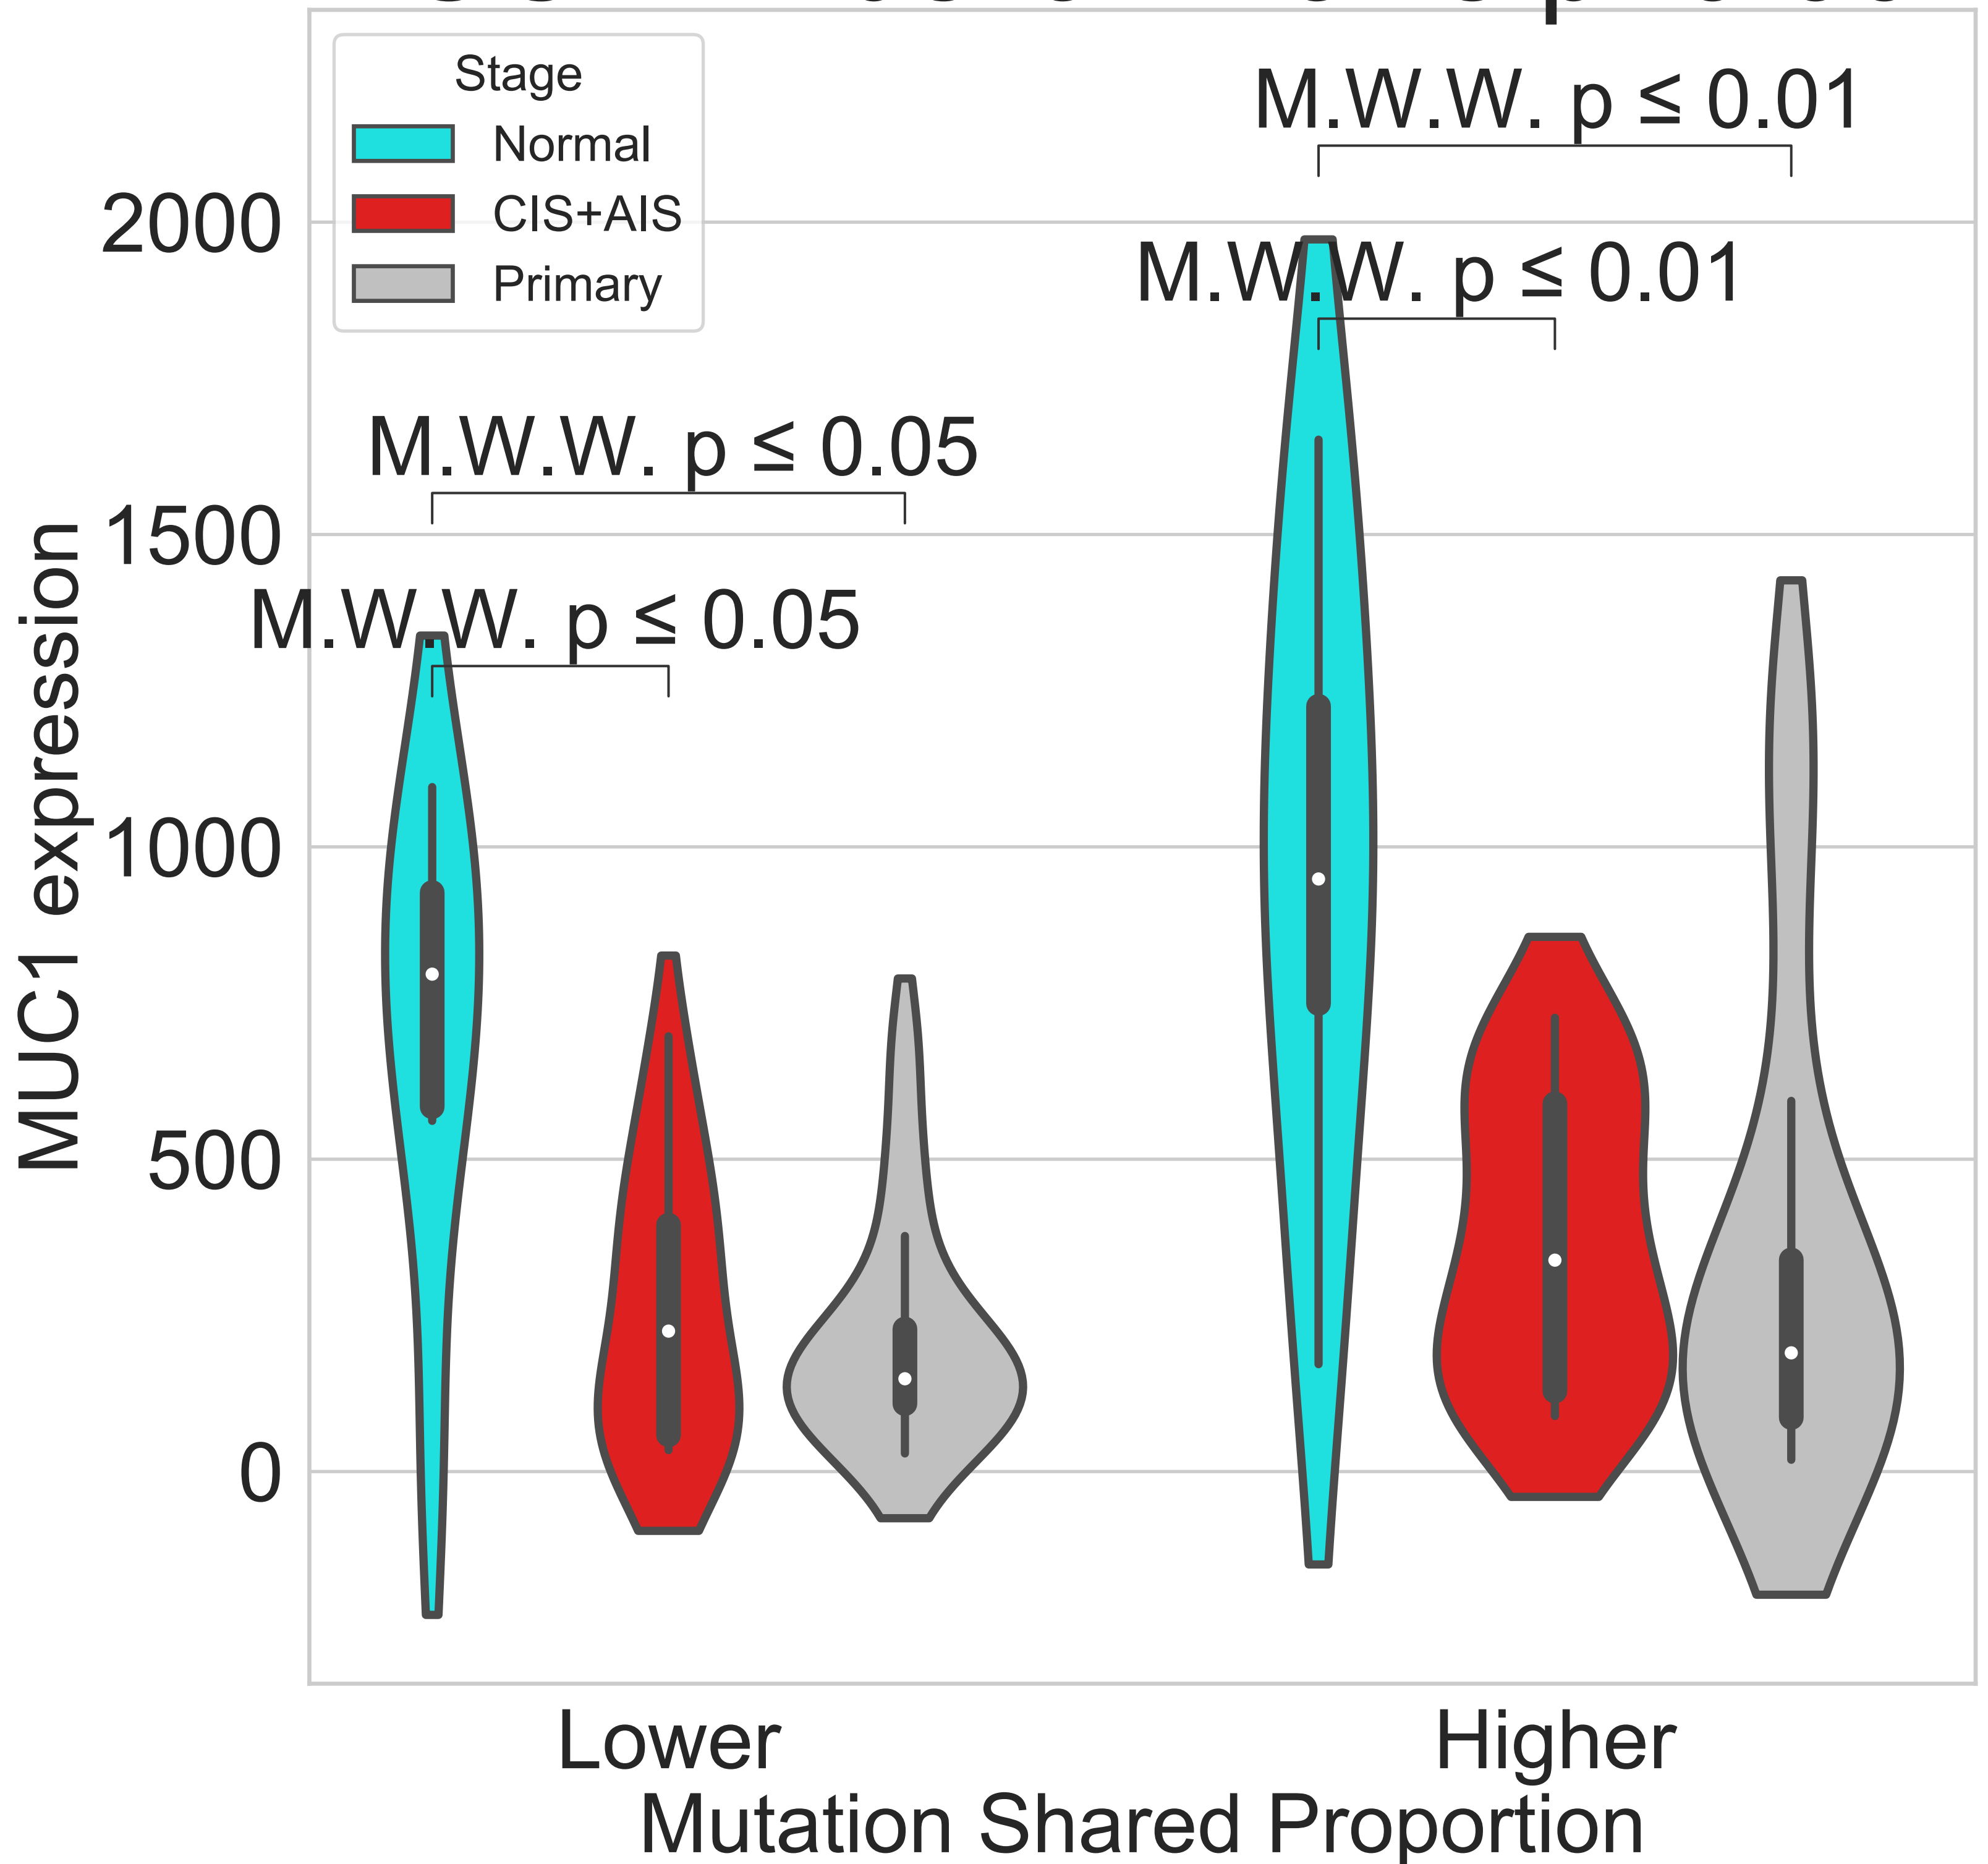 Stage
Normal
CIS+AIS
Primary
M.W.W. p ≤ 0.01
M.W.W. p ≤ 0.01
M.W.W. p ≤ 0.05
M.W.W. p ≤ 0.05
MUC1 expression
2000
1500
1000
500
0
Lower
Higher
Mutation Shared Proportion